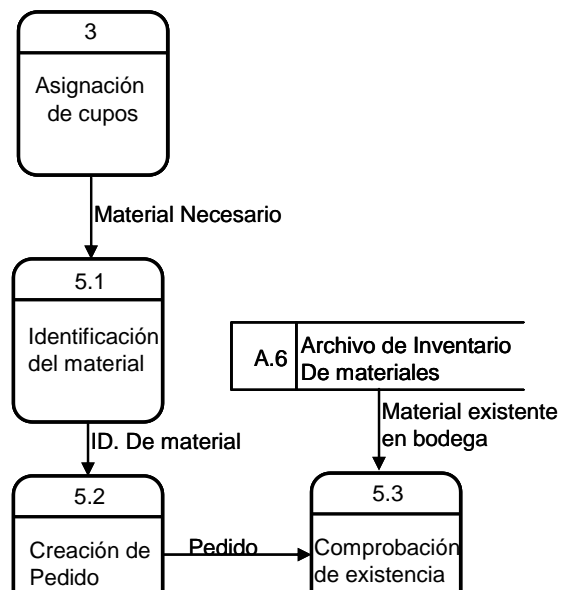 3
Asignación
de cupos
Material Necesario
5.1
Identificación
del material
A.6
Archivo de Inventario
De materiales
Material existente
en bodega
ID. De material
5.2
Creación de
Pedido
Pedido
5.3
Comprobación
de existencia